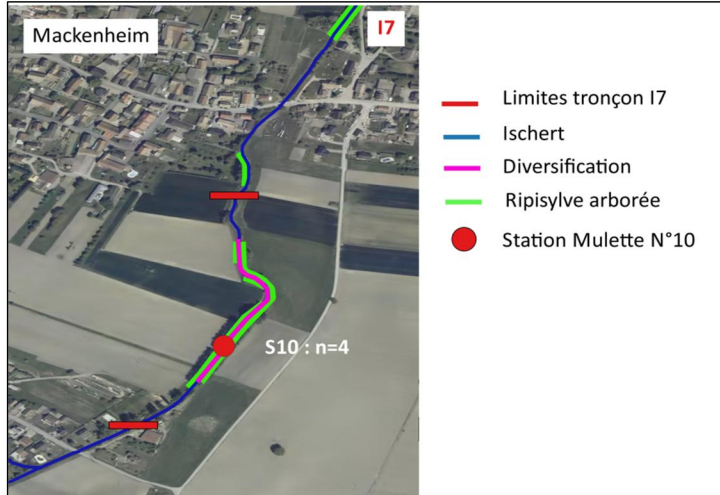 Mackenheim
I7
S10 : n=4
Limites tronçon I7
Ischert
Diversification
Ripisylve arborée
Station Mulette N°10